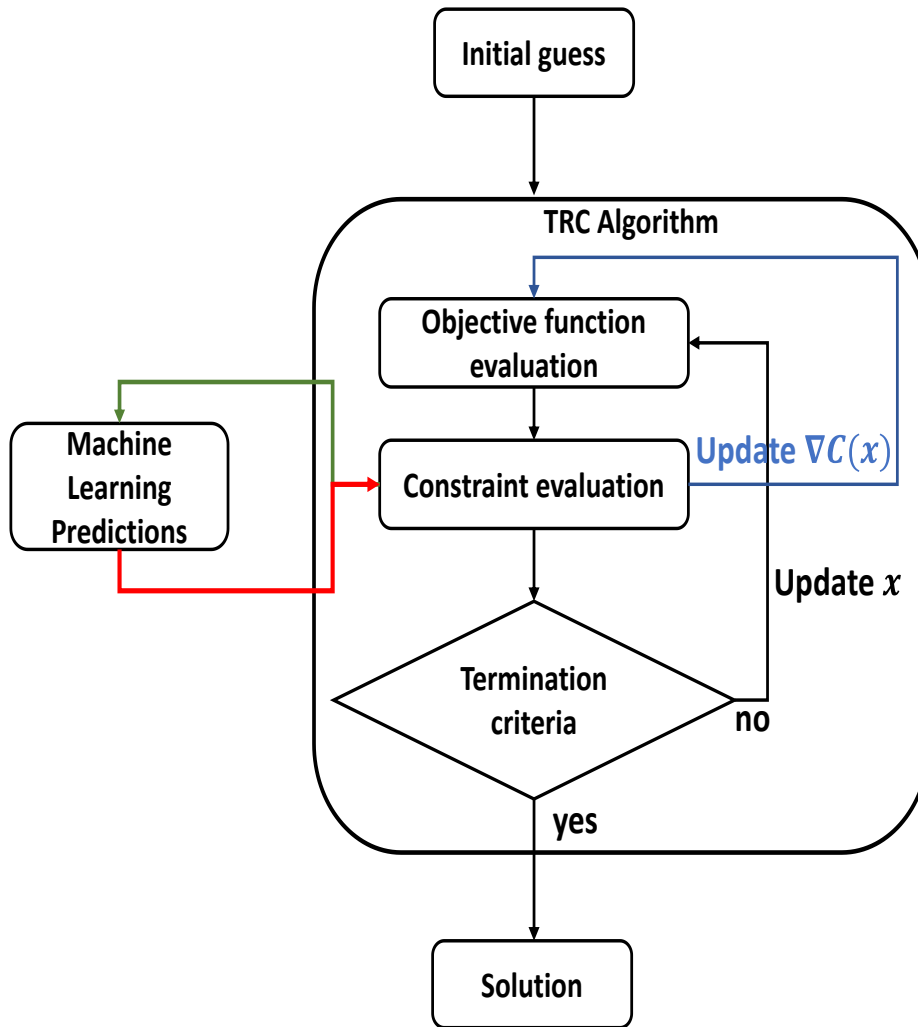 Initial guess
TRC Algorithm
Objective function
evaluation
Machine
Learning
Predictions
Constraint evaluation
Update ∇C(x)
Update x
Termination
criteria
no
yes
Solution